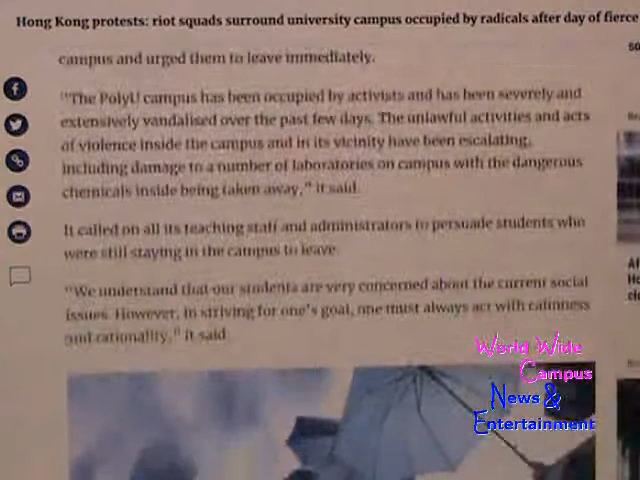 Hong Kong protests: riot squads surround university campus occupied by radicals after day of fierce
campus and urged them to leave immediately.
"The PolyU campus has been occupied by activists and has been severely and
extensively vandalised over the past few days. The unlawful activities and acts
of violence inside the campus and in its vicinity have been escalating,
including damage to a number of laboratories on campus with the dangerous
chemicals inside being taken away," it said.
It called on all its teaching staff and administrators to persuade students who
were still staying in the campus to leave.
"We understand that our students are very concerned about the current social
issues. However, in striving for one's goal, one must always act with calmness
and rationality," it said.
World Wide
Campus
News &
Entertainment